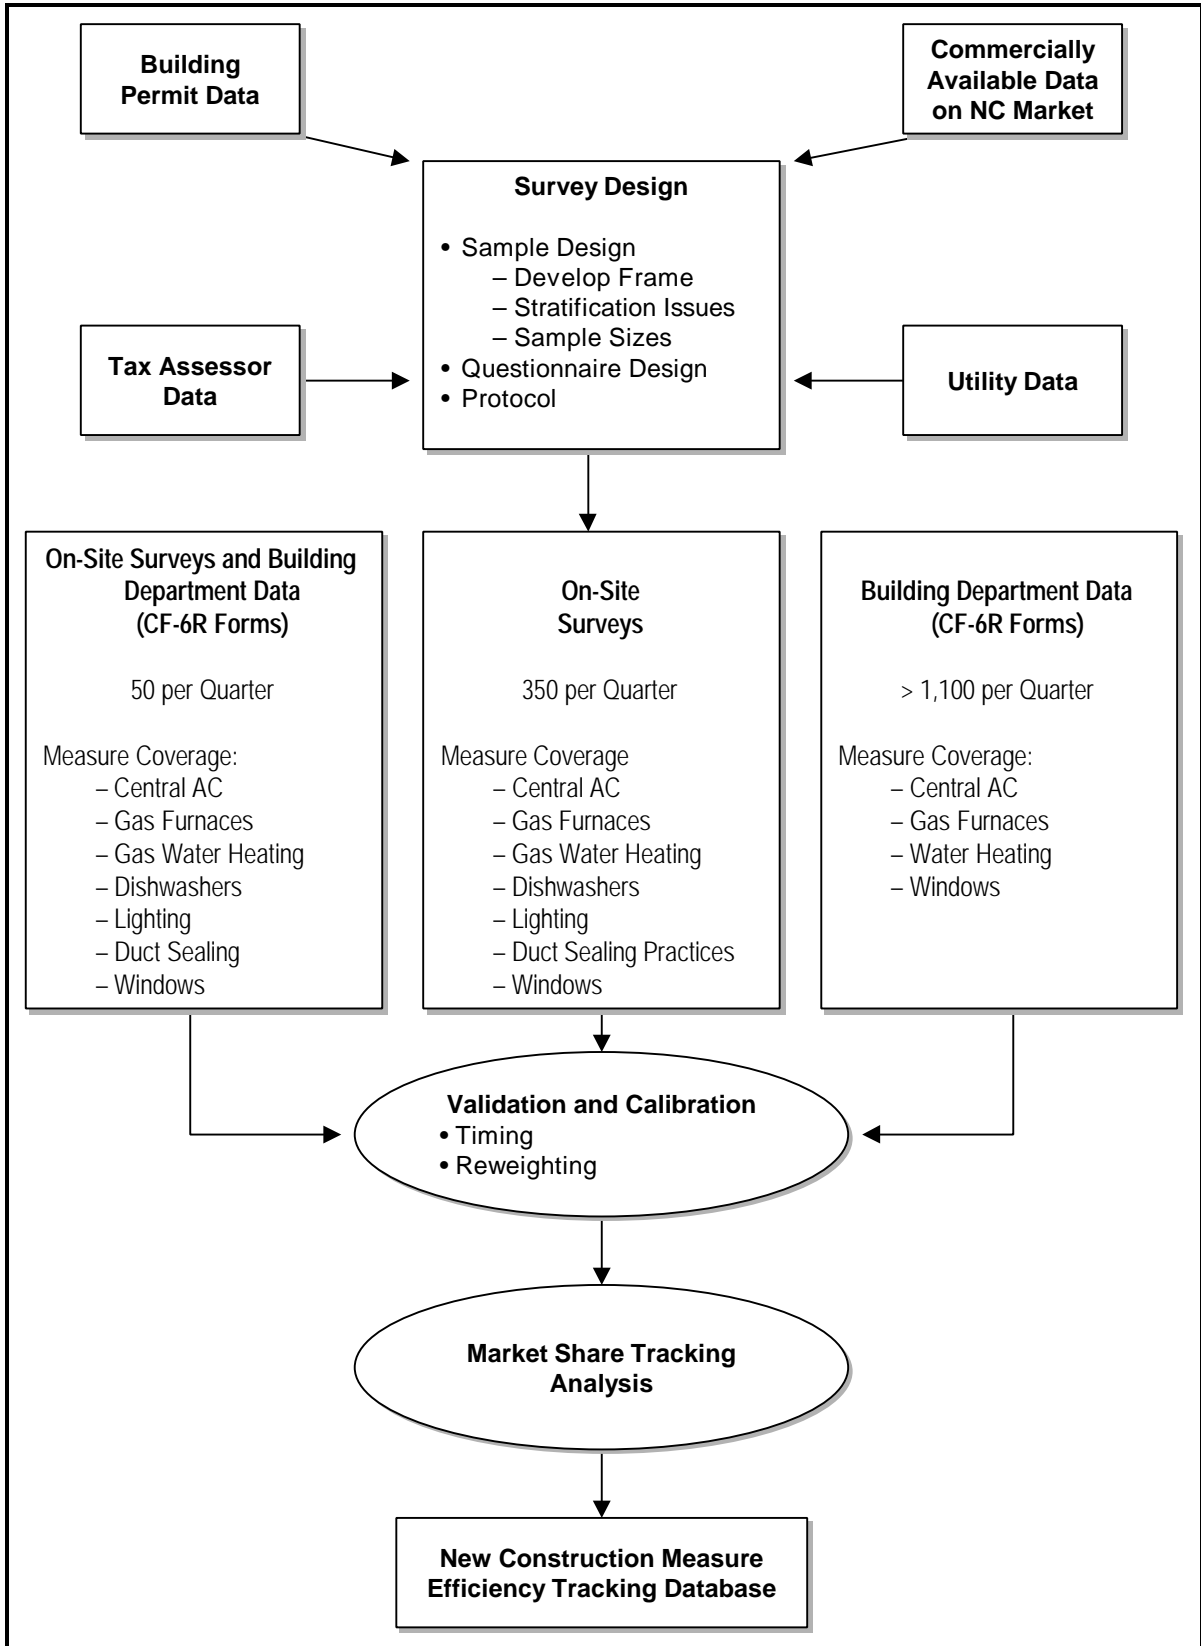 Building
Permit Data
Commercially
Available Data
on NC Market
Survey Design
• Sample Design
– Develop Frame
– Stratification Issues
– Sample Sizes
• Questionnaire Design
• Protocol
Tax Assessor
Data
Utility Data
On-Site Surveys and Building
Department Data
(CF-6R Forms)
50 per Quarter
Measure Coverage:
– Central AC
– Gas Furnaces
– Gas Water Heating
– Dishwashers
– Lighting
– Duct Sealing
– Windows
On-Site
Surveys
350 per Quarter
Measure Coverage
– Central AC
– Gas Furnaces
– Gas Water Heating
– Dishwashers
– Lighting
– Duct Sealing Practices
– Windows
Building Department Data
(CF-6R Forms)
> 1,100 per Quarter
Measure Coverage:
– Central AC
– Gas Furnaces
– Water Heating
– Windows
Validation and Calibration
• Timing
• Reweighting
Market Share Tracking
Analysis
New Construction Measure
Efficiency Tracking Database